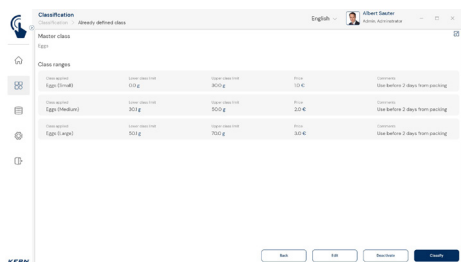 Classification
Classification > Already defined class
English
Albert Sauter
Admin, Administrator
Master class
Eggs
Class ranges
Class applied Lower class limit Upper class limit Price Comments
Eggs (Small) 0.0 g 30.0 g 1.0 € Use before 2 days from packing
Class applied Lower class limit Upper class limit Price Comments
Eggs (Medium) 30.1 g 50.0 g 2.0 € Use before 2 days from packing
Class applied Lower class limit Upper class limit Price Comments
Eggs (Large) 50.1 g 70.0 g 3.0 € Use before 2 days from packing
Back Edit Deactivate Classify
KERN